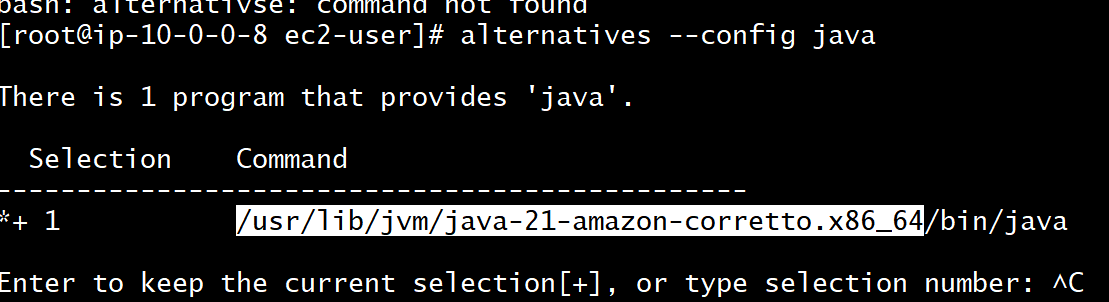 bash: alternativse: command not found
[root@ip-10-0-0-8 ec2-user]# alternatives --config java
There is 1 program that provides 'java'.
  Selection    Command
-----------------------------------------------
*+ 1           /usr/lib/jvm/java-21-amazon-corretto.x86_64/bin/java
Enter to keep the current selection[+], or type selection number: ^C